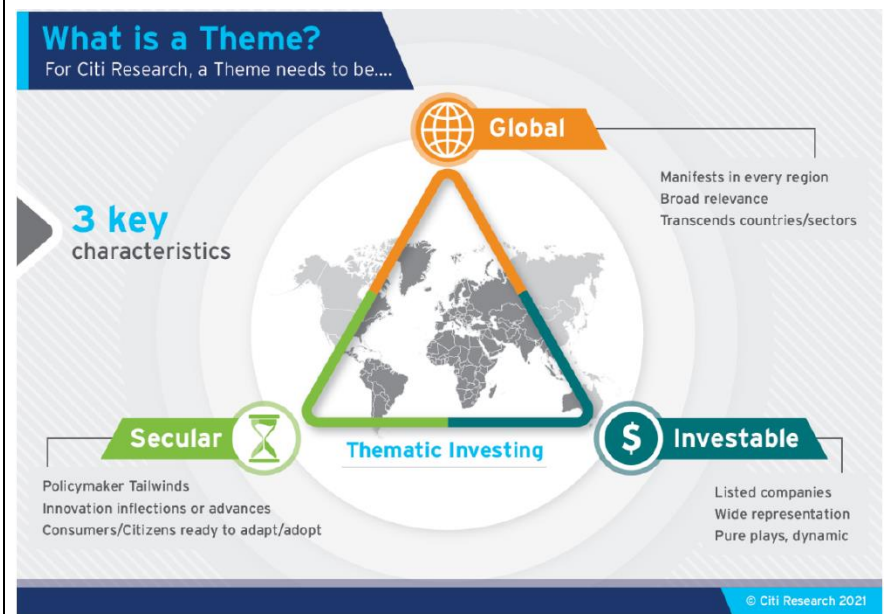 What is a Theme?
For Citi Research, a Theme needs to be....
Global
Manifests in every region
Broad relevance
Transcends countries/sectors
3 key
characteristics
Secular
Policymaker Tailwinds
Innovation inflections or advances
Consumers/Citizens ready to adapt/adopt
Thematic Investing
$
Investable
Listed companies
Wide representation
Pure plays, dynamic
© Citi Research 2021